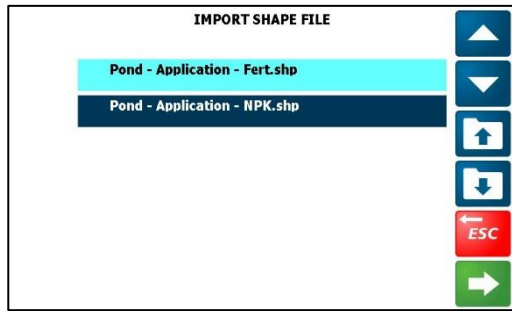 IMPORT SHAPE FILE
Pond - Application - Fert.shp
Pond - Application - NPK.shp
ESC